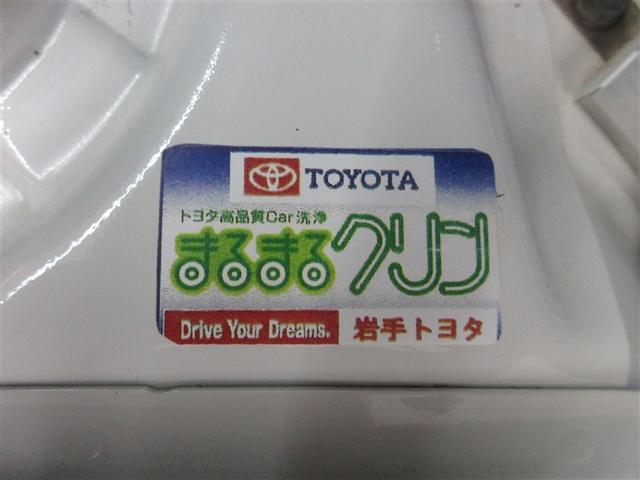 TOYOTA
トヨタ高品質Car洗浄
まるまるクリン
Drive Your Dreams. 岩手トヨタ